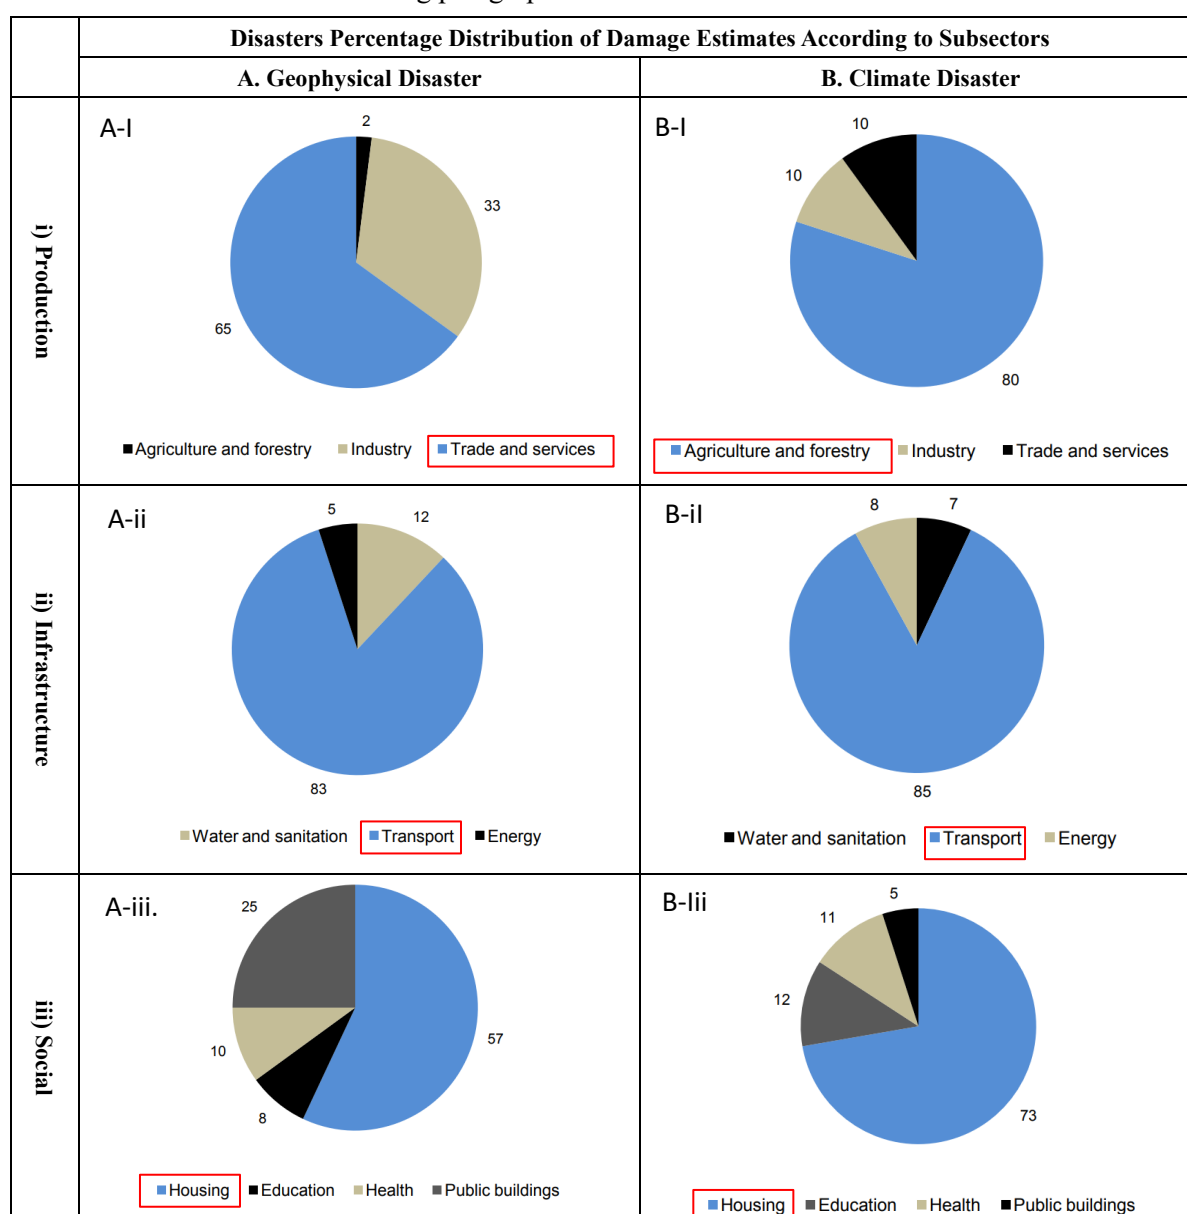 Disasters Percentage Distribution of Damage Estimates According to Subsectors
A. Geophysical Disaster
B. Climate Disaster
i) Production
A-I
2
33
65
Agriculture and forestry Industry Trade and services
B-I
10
10
80
Agriculture and forestry Industry Trade and services
ii) Infrastructure
A-ii
5
12
83
Water and sanitation Transport Energy
B-iI
8
7
85
Water and sanitation Transport Energy
iii) Social
A-iii.
25
57
10
8
Housing Education Health Public buildings
B-Iii
5
11
12
73
Housing Education Health Public buildings